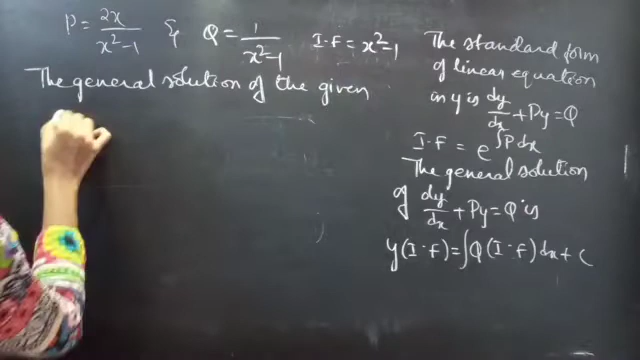 P = 2x/x²-1 & Q = 1/x²-1 I.F = x²-1
The general solution of the given
The standard form
of linear equation
in y is dy/dx + Py = Q
I.F = e^∫P dx
The general solution
of dy/dx + Py = Q is
y(I.F) = ∫Q(I.F) dx + C